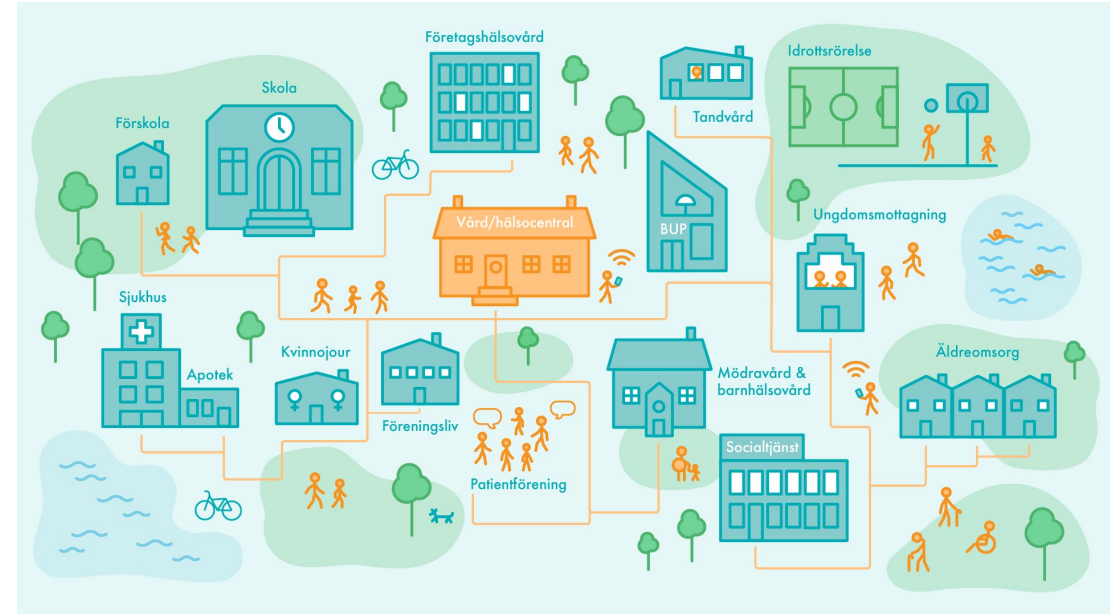 Företagshälsovård
Idrottsrörelse
Skola
Tandvård
Förskola
Vård/hälsocentral
BUP
Ungdomsmottagning
Sjukhus
Kvinnojour
Äldreomsorg
Apotek
Mödravård &
barnhälsovård
Föreningsliv
Socialtjänst
Patientförening